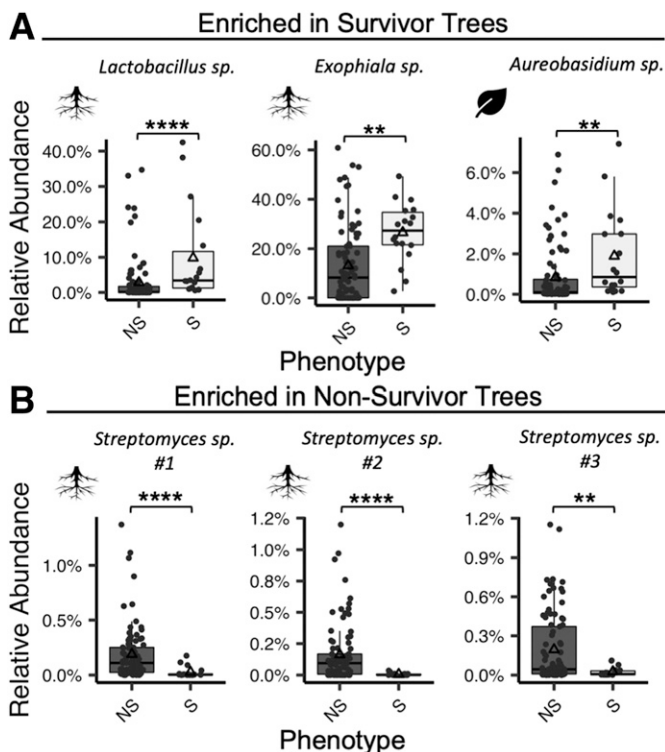 A Enriched in Survivor Trees
Lactobacillus sp. Exophiala sp. Aureobasidium sp.
**** ** **
Relative Abundance
40.0%
30.0%
20.0%
10.0%
0.0%
NS S
60.0%
40.0%
20.0%
0.0%
NS S
6.0%
4.0%
2.0%
0.0%
NS S
Phenotype
B Enriched in Non-Survivor Trees
Streptomyces sp. Streptomyces sp. Streptomyces sp.
#1 #2 #3
**** **** **
Relative Abundance
1.0%
0.5%
0.0%
NS S
1.2%
1.0%
0.8%
0.5%
0.2%
0.0%
NS S
1.2%
0.9%
0.6%
0.3%
0.0%
NS S
Phenotype